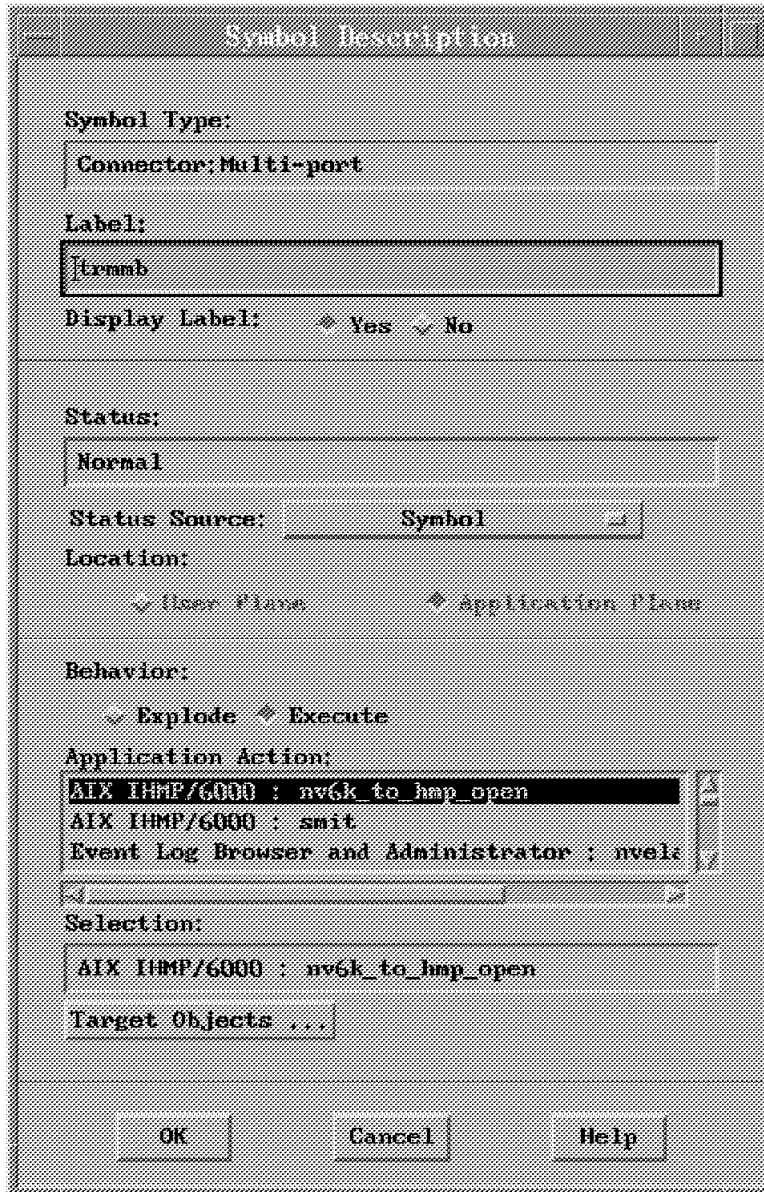 Symbol Description
Symbol Type:
Connector:Multi-port
Label:
trmmb
Display Label: Yes No
Status:
Normal
Status Source: Symbol
Location:
User Plane Application Plane
Behavior:
Explode Execute
Application Action:
AIX IHMP/6000 : nv6k_to_hmp_open
AIX IHMP/6000 : smit
Event Log Browser and Administrator : nvela
Selection:
AIX IHMP/6000 : nv6k_to_hmp_open
Target Objects ...
OK Cancel Help